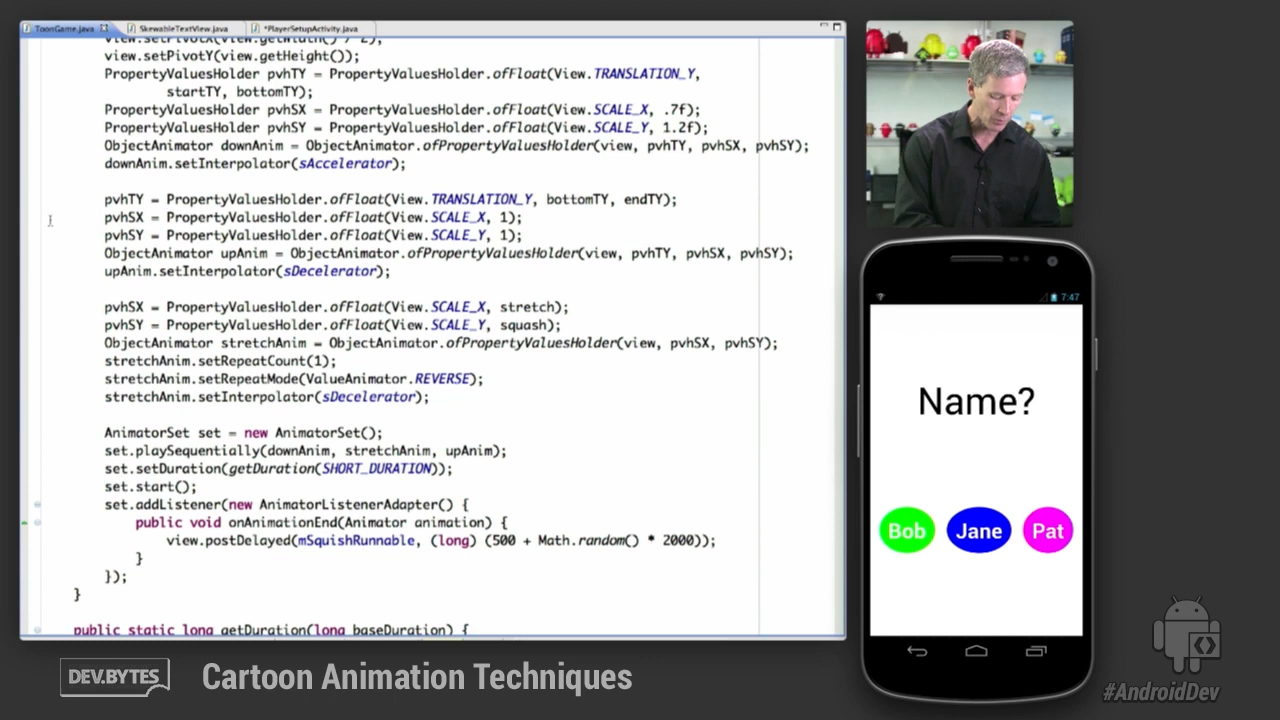 ToonGame.java
SkewableTextView.java
*PlayerSetupActivity.java
view.setPivotX(view.getWidth() / 2);
view.setPivotY(view.getHeight());
PropertyValuesHolder pvhTY = PropertyValuesHolder.ofFloat(View.TRANSLATION_Y,
startTY, bottomTY);
PropertyValuesHolder pvhSX = PropertyValuesHolder.ofFloat(View.SCALE_X, .7f);
PropertyValuesHolder pvhSY = PropertyValuesHolder.ofFloat(View.SCALE_Y, 1.2f);
ObjectAnimator downAnim = ObjectAnimator.ofPropertyValuesHolder(view, pvhTY, pvhSX, pvhSY);
downAnim.setInterpolator(sAccelerator);
pvhTY = PropertyValuesHolder.ofFloat(View.TRANSLATION_Y, bottomTY, endTY);
pvhSX = PropertyValuesHolder.ofFloat(View.SCALE_X, 1);
pvhSY = PropertyValuesHolder.ofFloat(View.SCALE_Y, 1);
ObjectAnimator upAnim = ObjectAnimator.ofPropertyValuesHolder(view, pvhTY, pvhSX, pvhSY);
upAnim.setInterpolator(sDecelerator);
pvhSX = PropertyValuesHolder.ofFloat(View.SCALE_X, stretch);
pvhSY = PropertyValuesHolder.ofFloat(View.SCALE_Y, squash);
ObjectAnimator stretchAnim = ObjectAnimator.ofPropertyValuesHolder(view, pvhSX, pvhSY);
stretchAnim.setRepeatCount(1);
stretchAnim.setRepeatMode(ValueAnimator.REVERSE);
stretchAnim.setInterpolator(sDecelerator);
AnimatorSet set = new AnimatorSet();
set.playSequentially(downAnim, stretchAnim, upAnim);
set.setDuration(getDuration(SHORT_DURATION));
set.start();
set.addListener(new AnimatorListenerAdapter() {
public void onAnimationEnd(Animator animation) {
view.postDelayed(mSquishRunnable, (long) (500 + Math.random() * 2000));
}
});
}
public static long getDuration(long baseDuration) {
7:47
Name?
Bob
Jane
Pat
DEV.BYTES
Cartoon Animation Techniques
#AndroidDev